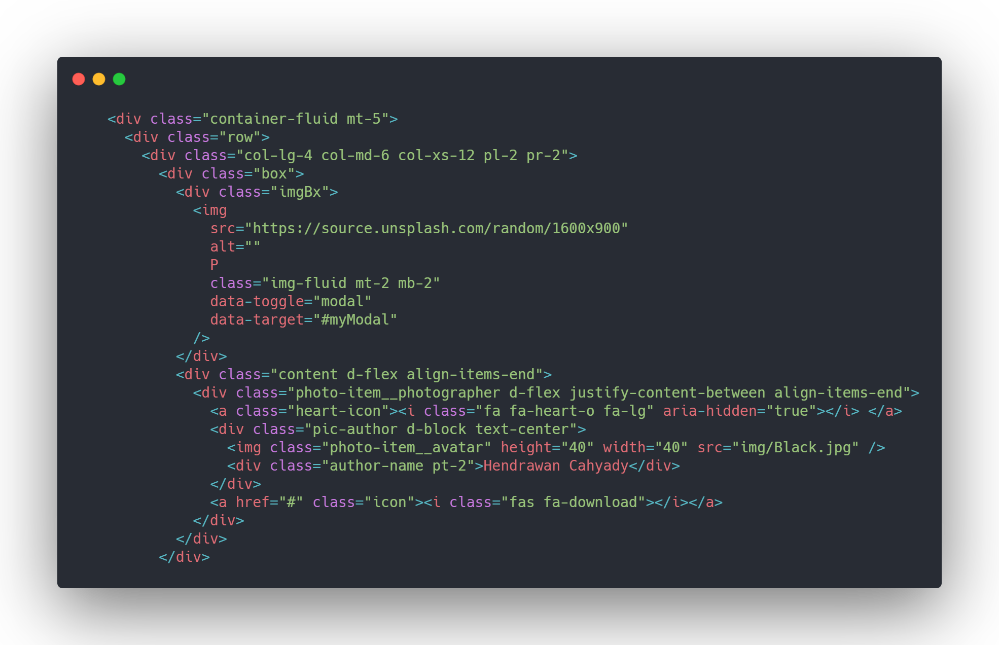 <div class="container-fluid mt-5">
  <div class="row">
    <div class="col-lg-4 col-md-6 col-xs-12 pl-2 pr-2">
      <div class="box">
        <div class="imgBx">
          <img
            src="https://source.unsplash.com/random/1600x900"
            alt=""
            P
            class="img-fluid mt-2 mb-2"
            data-toggle="modal"
            data-target="#myModal"
          />
        </div>
        <div class="content d-flex align-items-end">
          <div class="photo-item__photographer d-flex justify-content-between align-items-end">
            <a class="heart-icon"><i class="fa fa-heart-o fa-lg" aria-hidden="true"></i> </a>
            <div class="pic-author d-block text-center">
              <img class="photo-item__avatar" height="40" width="40" src="img/Black.jpg" />
              <div class="author-name pt-2">Hendrawan Cahyady</div>
            </div>
            <a href="#" class="icon"><i class="fas fa-download"></i></a>
          </div>
        </div>
      </div>